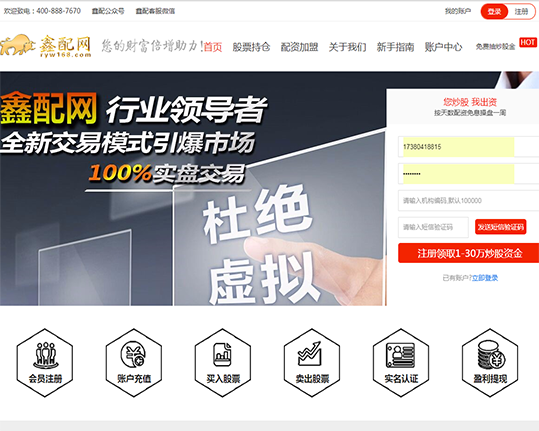 欢迎致电：400-888-7670 鑫配公众号 鑫配客服微信 我的账户 登录 注册
鑫配网 您的财富倍增助力!
ryw168.com
首页 股票持仓 配资加盟 关于我们 新手指南 账户中心 免费抽炒股金 HOT
鑫配网 行业领导者
全新交易模式引爆市场
100%实盘交易
杜绝
虚拟
您炒股 我出资
按天数配资免息操盘一周
17380418815
••••••••
请输入机构编码,默认100000
请输入短信验证码 发送短信验证码
注册领取1-30万炒股资金
已有账户?立即登录
会员注册 账户充值 买入股票 卖出股票 实名认证 盈利提现